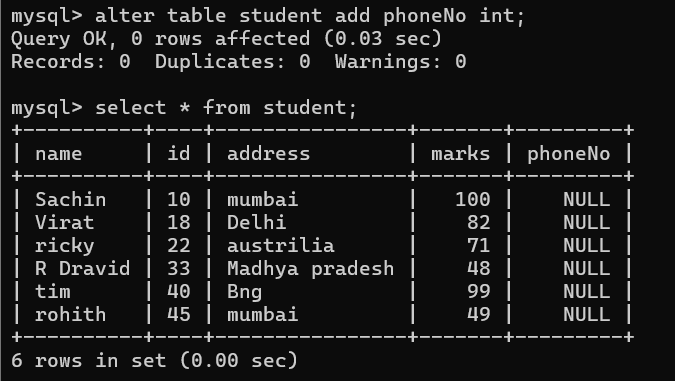 mysql> alter table student add phoneNo int;
Query OK, 0 rows affected (0.03 sec)
Records: 0  Duplicates: 0  Warnings: 0

mysql> select * from student;
+----------+----+----------------+-------+---------+
| name     | id | address        | marks | phoneNo |
+----------+----+----------------+-------+---------+
| Sachin   | 10 | mumbai         |   100 |    NULL |
| Virat    | 18 | Delhi          |    82 |    NULL |
| ricky    | 22 | austrilia      |    71 |    NULL |
| R Dravid | 33 | Madhya pradesh |    48 |    NULL |
| tim      | 40 | Bng            |    99 |    NULL |
| rohith   | 45 | mumbai         |    49 |    NULL |
+----------+----+----------------+-------+---------+
6 rows in set (0.00 sec)